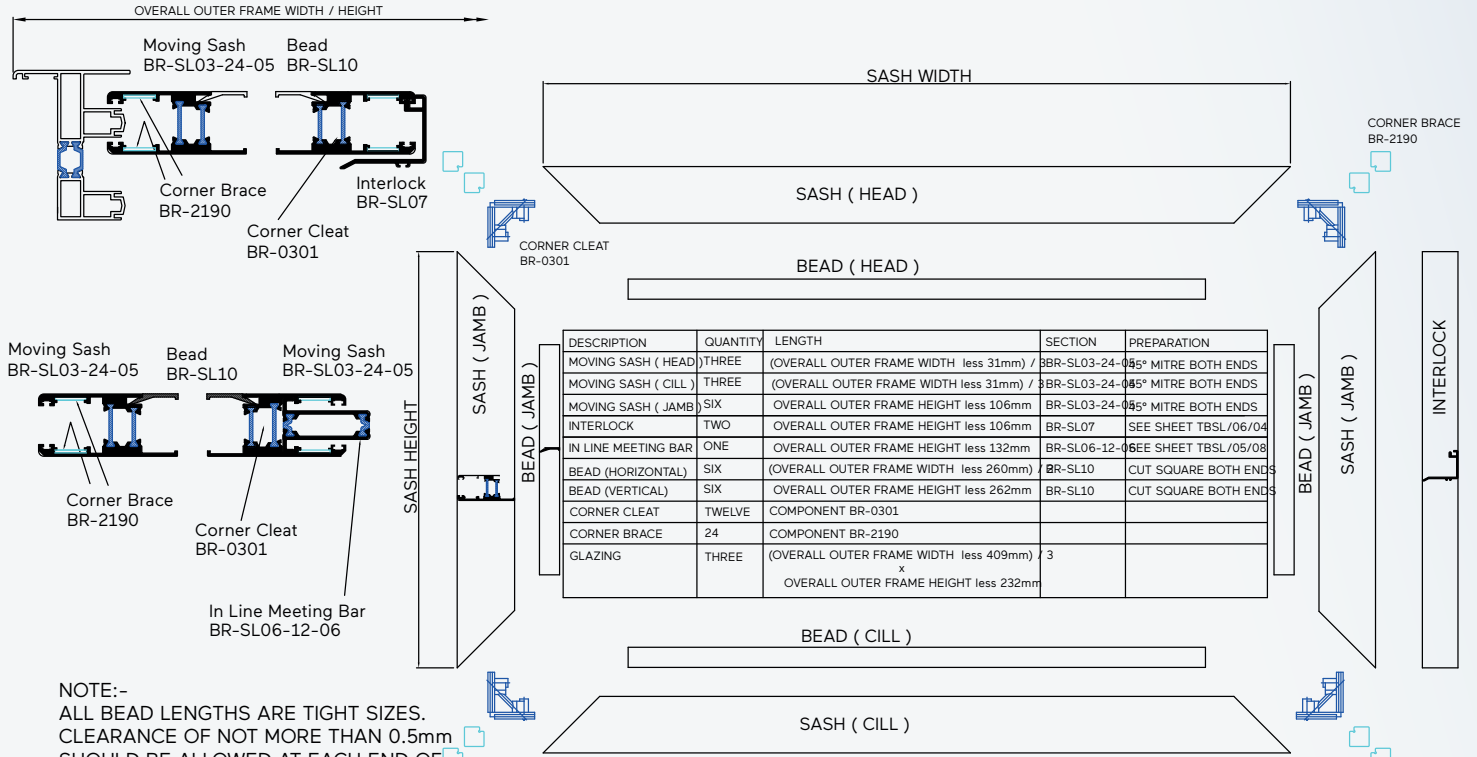 OVERALL OUTER FRAME WIDTH / HEIGHT
Moving Sash
BR-SL03-24-05
Bead
BR-SL10
Corner Brace
BR-2190
Corner Cleat
BR-0301
Interlock
BR-SL07
SASH WIDTH
CORNER BRACE
BR-2190
SASH ( HEAD )
CORNER CLEAT
BR-0301
BEAD ( HEAD )
Moving Sash
BR-SL03-24-05
Bead
BR-SL10
Moving Sash
BR-SL03-24-05
Corner Brace
BR-2190
Corner Cleat
BR-0301
In Line Meeting Bar
BR-SL06-12-06
SASH HEIGHT
SASH ( JAMB )
BEAD ( JAMB )
DESCRIPTION QUANTITY LENGTH SECTION PREPARATION
MOVING SASH ( HEAD ) THREE (OVERALL OUTER FRAME WIDTH less 31mm) / 3 BR-SL03-24-05 45° MITRE BOTH ENDS
MOVING SASH ( CILL ) THREE (OVERALL OUTER FRAME WIDTH less 31mm) / 3 BR-SL03-24-05 45° MITRE BOTH ENDS
MOVING SASH ( JAMB ) SIX OVERALL OUTER FRAME HEIGHT less 106mm BR-SL03-24-05 45° MITRE BOTH ENDS
INTERLOCK TWO OVERALL OUTER FRAME HEIGHT less 106mm BR-SL07 SEE SHEET TBSL/06/04
IN LINE MEETING BAR ONE OVERALL OUTER FRAME HEIGHT less 132mm BR-SL06-12-06 SEE SHEET TBSL/05/08
BEAD (HORIZONTAL) SIX (OVERALL OUTER FRAME WIDTH less 260mm) / BR-SL10 CUT SQUARE BOTH ENDS
BEAD (VERTICAL) SIX OVERALL OUTER FRAME HEIGHT less 262mm BR-SL10 CUT SQUARE BOTH ENDS
CORNER CLEAT TWELVE COMPONENT BR-0301
CORNER BRACE 24 COMPONENT BR-2190
GLAZING THREE (OVERALL OUTER FRAME WIDTH less 409mm) / 3
x
OVERALL OUTER FRAME HEIGHT less 232mm
BEAD ( JAMB )
SASH ( JAMB )
INTERLOCK
BEAD ( CILL )
SASH ( CILL )
NOTE:-
ALL BEAD LENGTHS ARE TIGHT SIZES.
CLEARANCE OF NOT MORE THAN 0.5mm
SHOULD BE ALLOWED AT EACH END OF